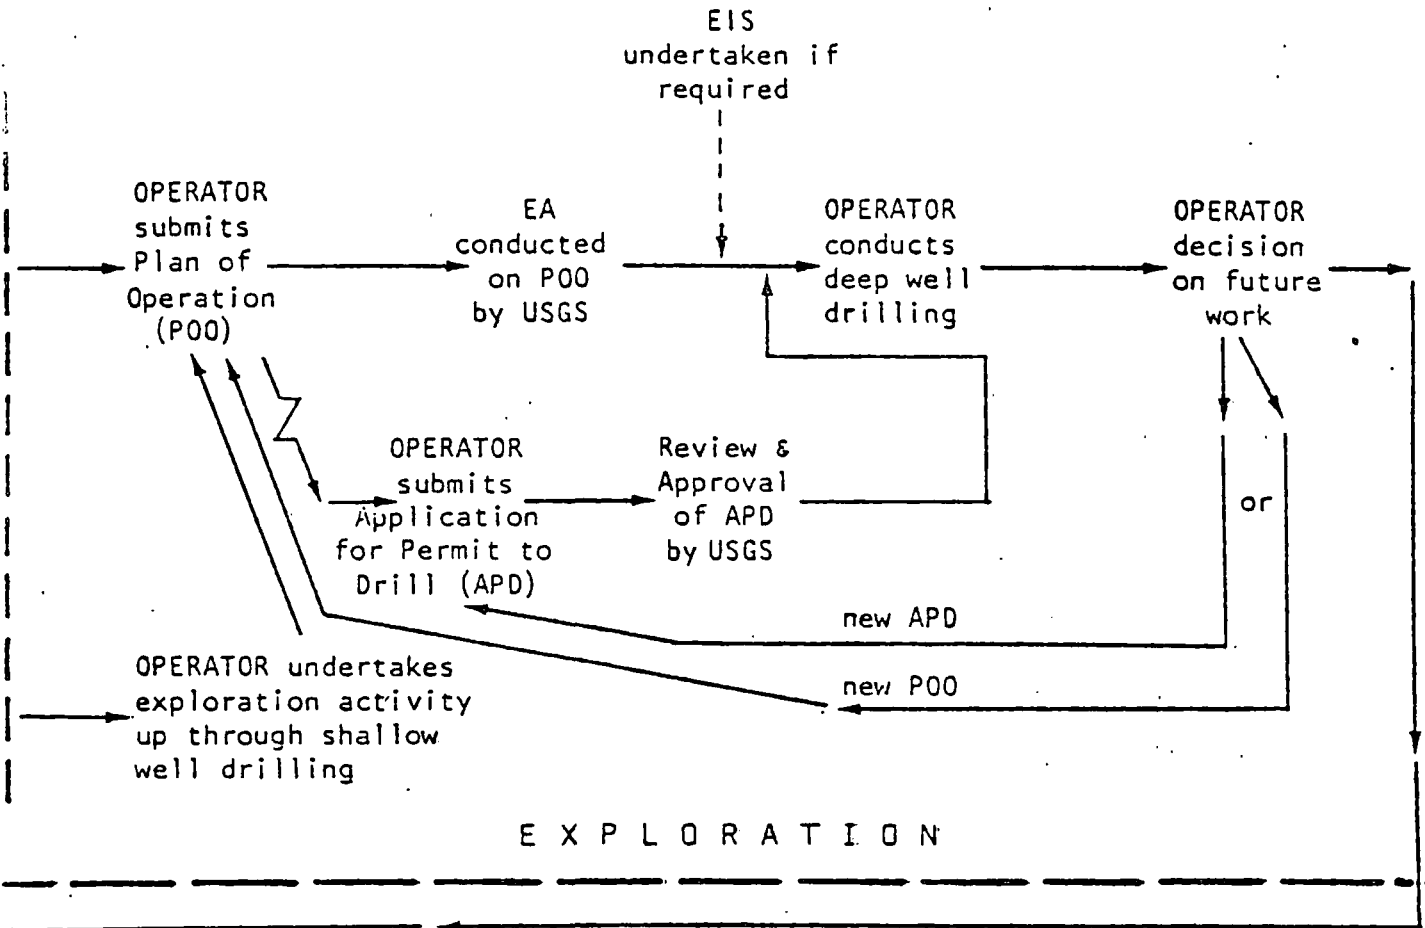 EIS
undertaken if
required
OPERATOR
submits
Plan of
Operation
(POO)
EA
conducted
on POO
by USGS
OPERATOR
conducts
deep well
drilling
OPERATOR
decision
on future
work
OPERATOR
submits
Application
for Permit to
Drill (APD)
Review &
Approval
of APD
by USGS
or
new APD
new POO
OPERATOR undertakes
exploration activity
up through shallow
well drilling
EXPLORATION